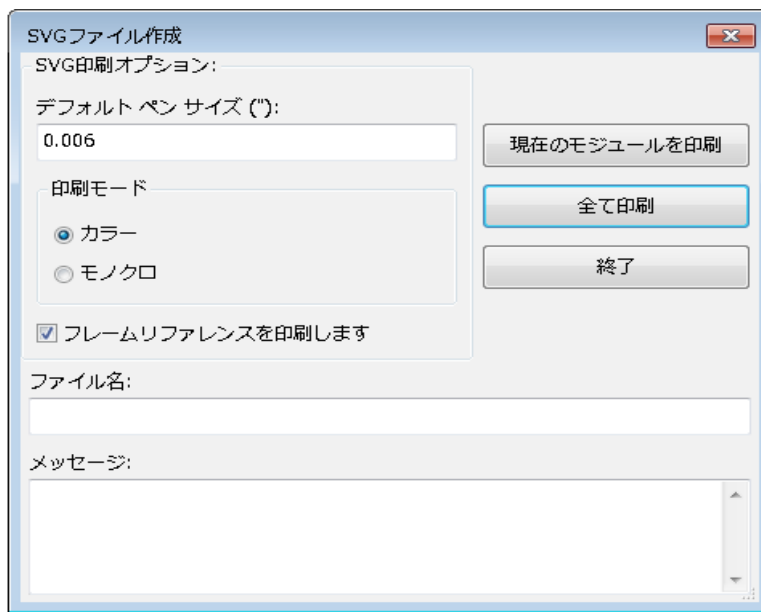 SVGファイル作成
SVG印刷オプション:
デフォルト ペン サイズ ("):
0.006
現在のモジュールを印刷
印刷モード
全て印刷
カラー
モノクロ
終了
フレームリファレンスを印刷します
ファイル名:
メッセージ: